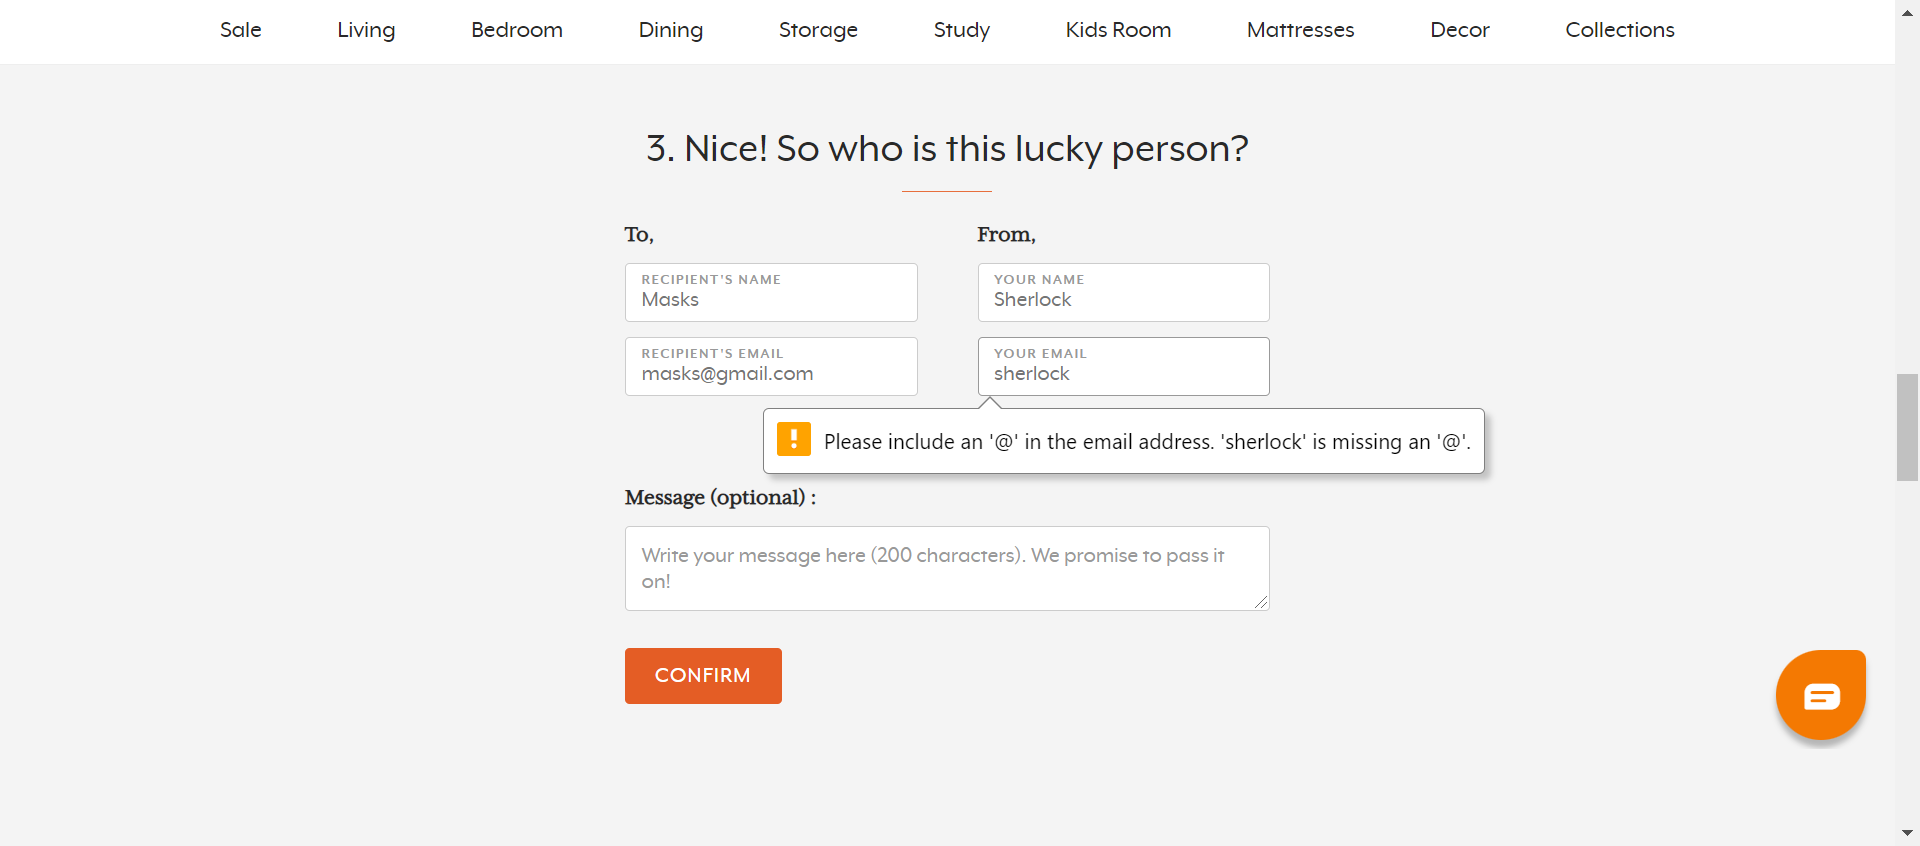 Sale Living Bedroom Dining Storage Study Kids Room Mattresses Decor Collections
3. Nice! So who is this lucky person?
To,
RECIPIENT'S NAME
Masks
RECIPIENT'S EMAIL
masks@gmail.com
From,
YOUR NAME
Sherlock
YOUR EMAIL
sherlock
Please include an '@' in the email address. 'sherlock' is missing an '@'.
Message (optional) :
Write your message here (200 characters). We promise to pass it
on!
CONFIRM